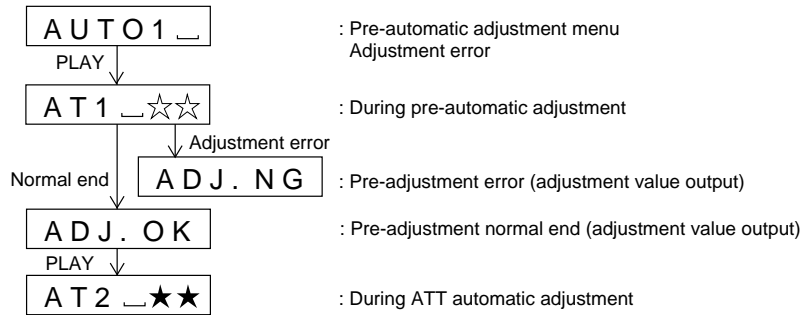 AUTO1 ⎵ : Pre-automatic adjustment menu
Adjustment error
PLAY
AT1 ⎵☆☆ : During pre-automatic adjustment
Adjustment error
Normal end
ADJ. NG : Pre-adjustment error (adjustment value output)
ADJ. OK : Pre-adjustment normal end (adjustment value output)
PLAY
AT2 ⎵★★ : During ATT automatic adjustment